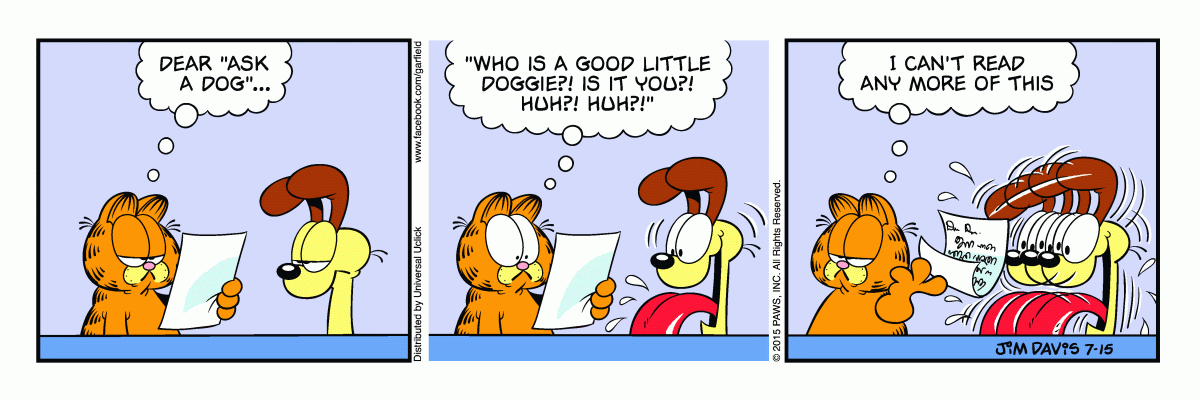 DEAR "ASK
A DOG"...
www.facebook.com/garfield
Distributed by Universal Uclick
"WHO IS A GOOD LITTLE
DOGGIE?! IS IT YOU?!
HUH?! HUH?!"
© 2015 PAWS, INC. All Rights Reserved.
I CAN'T READ
ANY MORE OF THIS
JIM DAVIS 7-15